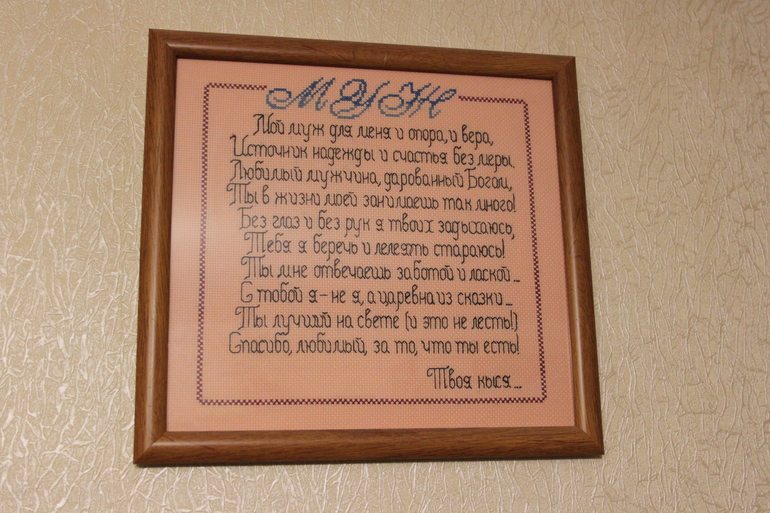 МУЖ
Мой муж для меня и опора, и вера,
Источник надежды и счастья без меры.
Любимый мужчина, дарованный Богом,
Ты в жизни моей занимаешь так много!
Без глаз и без рук я твоих задыхаюсь,
Тебя я беречь и лелеять стараюсь!
Ты мне отвечаешь заботой и лаской...
С тобой я - не я, а царевна из сказки...
Ты лучший на свете (и это не лесть!)
Спасибо, любимый, за то, что ты есть!
Твоя кыся...